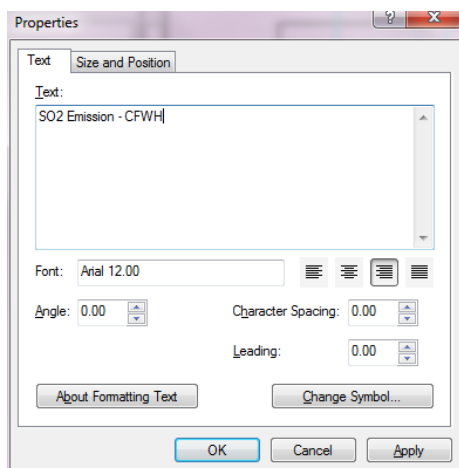 Properties
?
X
Text
Size and Position
Text:
SO2 Emission - CFWH
Font:
Arial 12.00
Angle:
0.00
Character Spacing:
0.00
Leading:
0.00
About Formatting Text
Change Symbol...
OK
Cancel
Apply